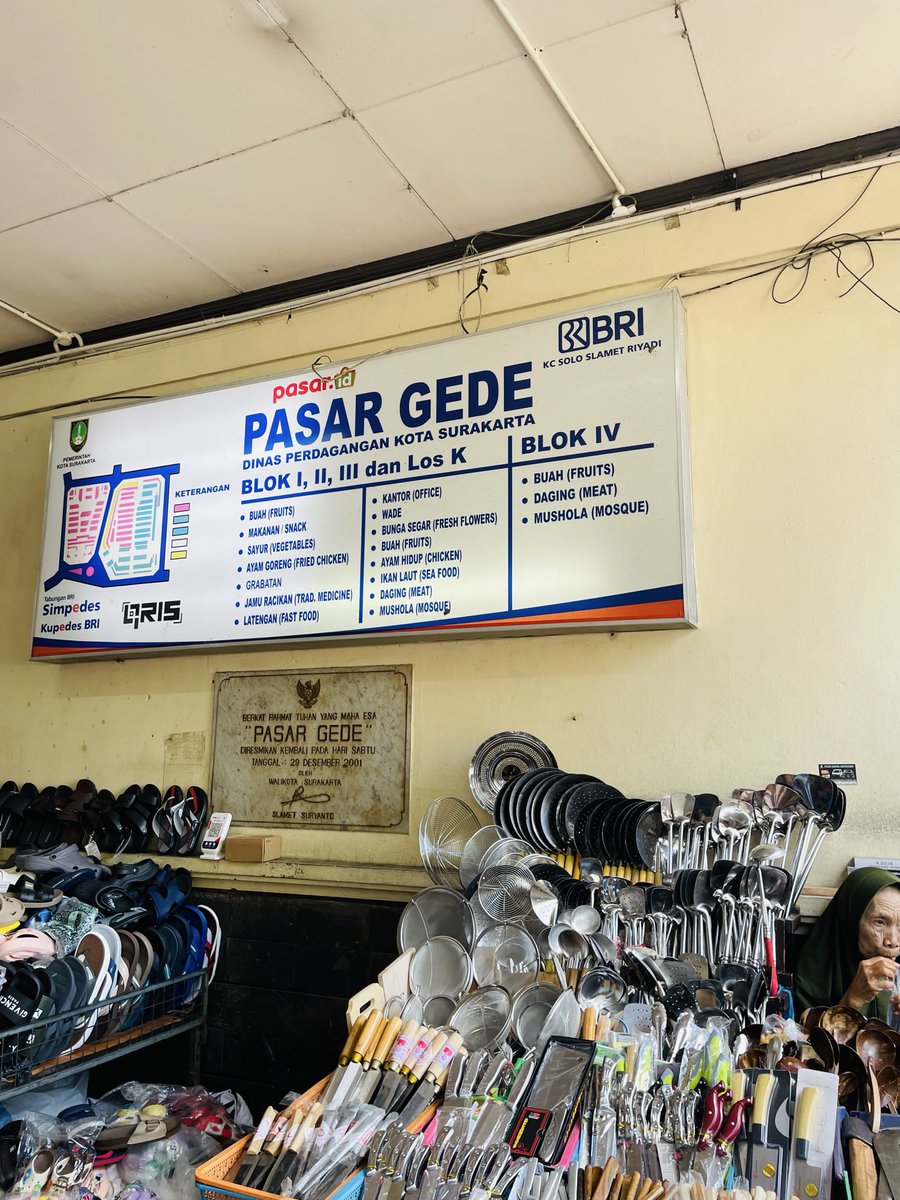 BRI
KC SOLO SLAMET RIYADI
pasar.id
PASAR GEDE
DINAS PERDAGANGAN KOTA SURAKARTA
PEMERINTAH
KOTA SURAKARTA
KETERANGAN
Tabungan BRI
Simpedes
Kupedes BRI
QRIS
BLOK I, II, III dan Los K
BUAH (FRUITS)
MAKANAN / SNACK
SAYUR (VEGETABLES)
AYAM GORENG (FRIED CHICKEN)
GRABATAN
JAMU RACIKAN (TRAD. MEDICINE)
LATENGAN (FAST FOOD)
KANTOR (OFFICE)
WADE
BUNGA SEGAR (FRESH FLOWERS)
BUAH (FRUITS)
AYAM HIDUP (CHICKEN)
IKAN LAUT (SEA FOOD)
DAGING (MEAT)
MUSHOLA (MOSQUE)
BLOK IV
BUAH (FRUITS)
DAGING (MEAT)
MUSHOLA (MOSQUE)
BERKAT RAHMAT TUHAN YANG MAHA ESA
"PASAR GEDE"
DIRESMIKAN KEMBALI PADA HARI SABTU
TANGGAL : 29 DESEMBER 2001
OLEH
WALIKOTA SURAKARTA
SLAMET SURYANTO
GIVENCHY